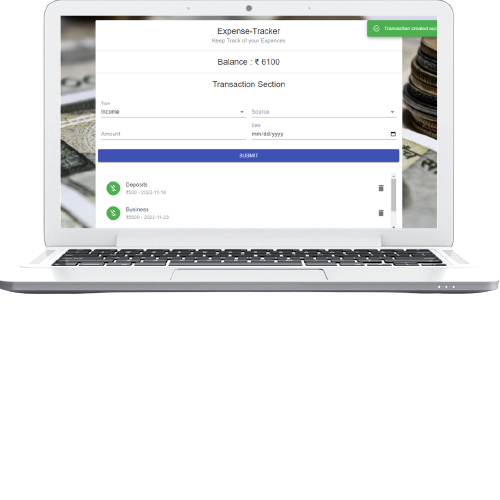 Expense-Tracker
Keep Track of your Expences
Transaction created suc
Balance : ₹ 6100
Transaction Section
Type
Income
Source
Amount
Date
mm/dd/yyyy
SUBMIT
Deposits
₹500 - 2022-11-16
Business
- 2022-11-23